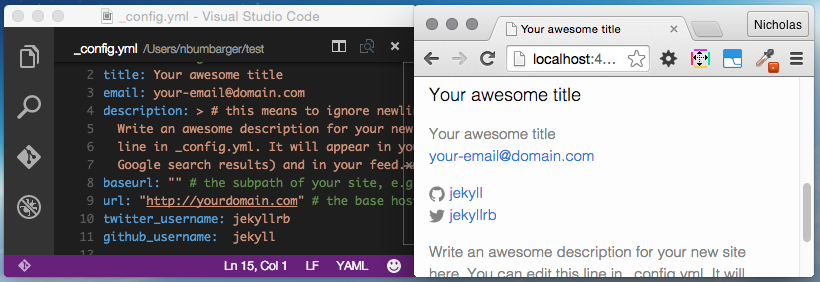 _config.yml - Visual Studio Code
_config.yml /Users/nbumbarger/test
2 title: Your awesome title
3 email: your-email@domain.com
4 description: > # this means to ignore newli
5 Write an awesome description for your new
6 line in _config.yml. It will appear in you
7 Google search results) and in your feed.x
8 baseurl: "" # the subpath of your site, e.g
9 url: "http://yourdomain.com" # the base hos
10 twitter_username: jekyllrb
11 github_username:  jekyll
12
Ln 15, Col 1 LF YAML
Your awesome title
Nicholas
localhost:4...
Your awesome title
Your awesome title
your-email@domain.com
jekyll
jekyllrb
Write an awesome description for your new site
here. You can edit this line in _config.yml. It will